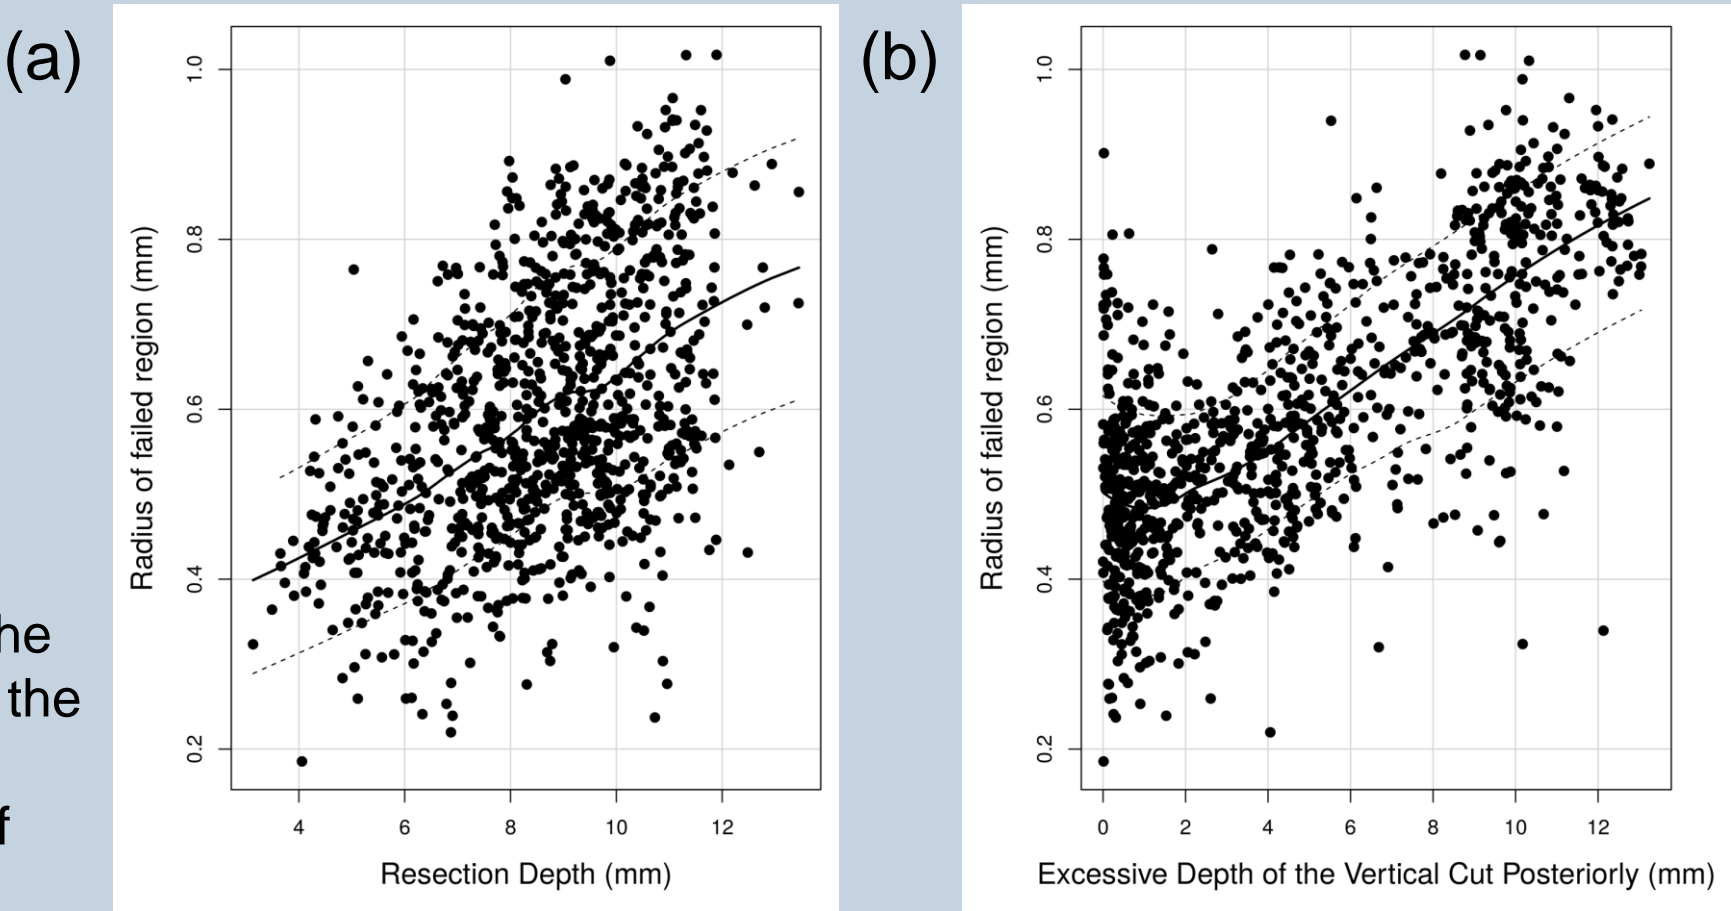 (a)
he
the
f
1.0
0.8
0.6
0.4
0.2
Radius of failed region (mm)
4 6 8 10 12
Resection Depth (mm)
(b)
1.0
0.8
0.6
0.4
0.2
Radius of failed region (mm)
0 2 4 6 8 10 12
Excessive Depth of the Vertical Cut Posteriorly (mm)